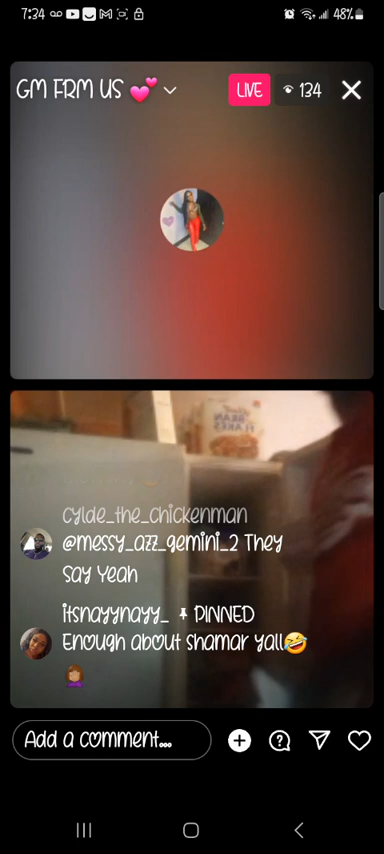 7:34
48%
GM FRM US 💕
LIVE
134
cylde_the_chickenman
@messy_azz_gemini_2 They
say Yeah
itsnayynayy_ 📌 PINNED
Enough about shamar yall🤣
🤦🏽‍♀️
Add a comment...